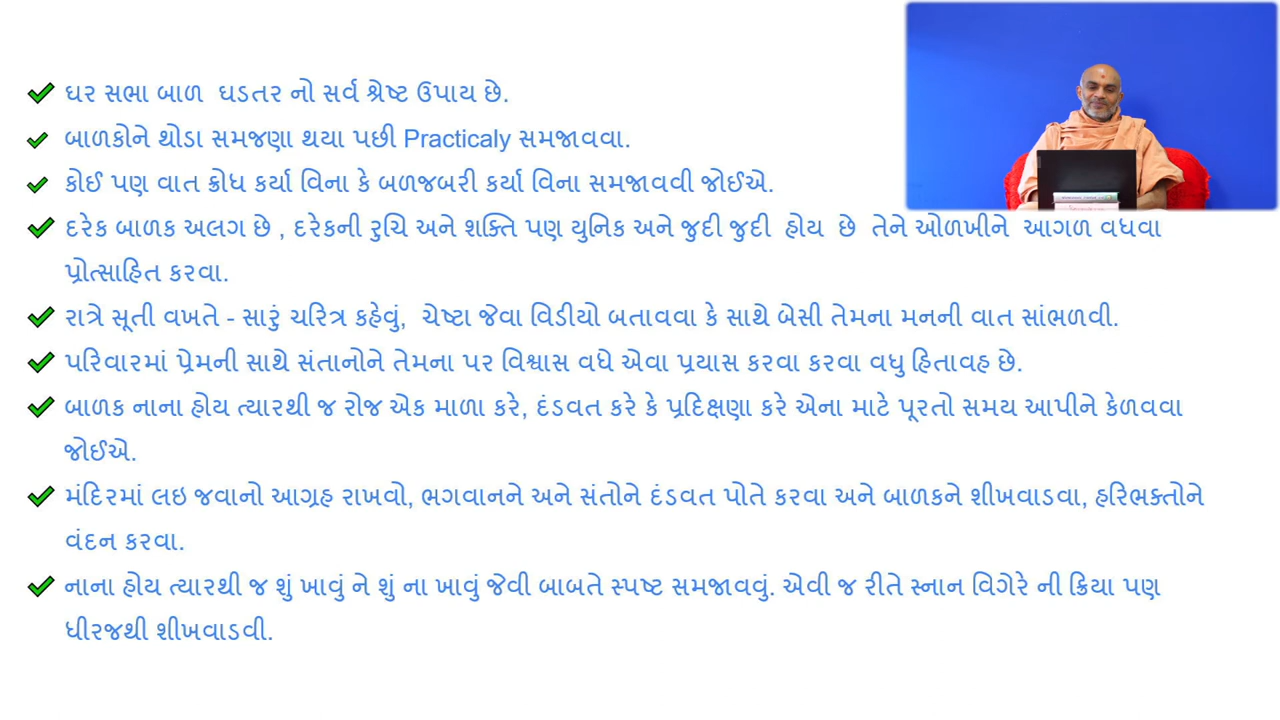 ઘર સભા બાળ ઘડતર નો સર્વ શ્રેષ્ટ ઉપાય છે.
બાળકોને થોડા સમજણા થયા પછી Practicaly સમજાવવા.
કોઈ પણ વાત ક્રોધ કર્યા વિના કે બળજબરી કર્યા વિના સમજાવવી જોઈએ.
દરેક બાળક અલગ છે , દરેકની રુચિ અને શક્તિ પણ યુનિક અને જુદી જુદી હોય છે તેને ઓળખીને આગળ વધવા
પ્રોત્સાહિત કરવા.
રાત્રે સૂતી વખતે - સારું ચરિત્ર કહેવું, ચેષ્ટા જેવા વિડીયો બતાવવા કે સાથે બેસી તેમના મનની વાત સાંભળવી.
પરિવારમાં પ્રેમની સાથે સંતાનોને તેમના પર વિશ્વાસ વધે એવા પ્રયાસ કરવા કરવા વધુ હિતાવહ છે.
બાળક નાના હોય ત્યારથી જ રોજ એક માળા કરે, દંડવત કરે કે પ્રદિક્ષણા કરે એના માટે પૂરતો સમય આપીને કેળવવા
જોઈએ.
મંદિરમાં લઇ જવાનો આગ્રહ રાખવો, ભગવાનને અને સંતોને દંડવત પોતે કરવા અને બાળકને શીખવાડવા, હરિભક્તોને
વંદન કરવા.
નાના હોય ત્યારથી જ શું ખાવું ને શું ના ખાવું જેવી બાબતે સ્પષ્ટ સમજાવવું. એવી જ રીતે સ્નાન વિગેરે ની ક્રિયા પણ
ધીરજથી શીખવાડવી.